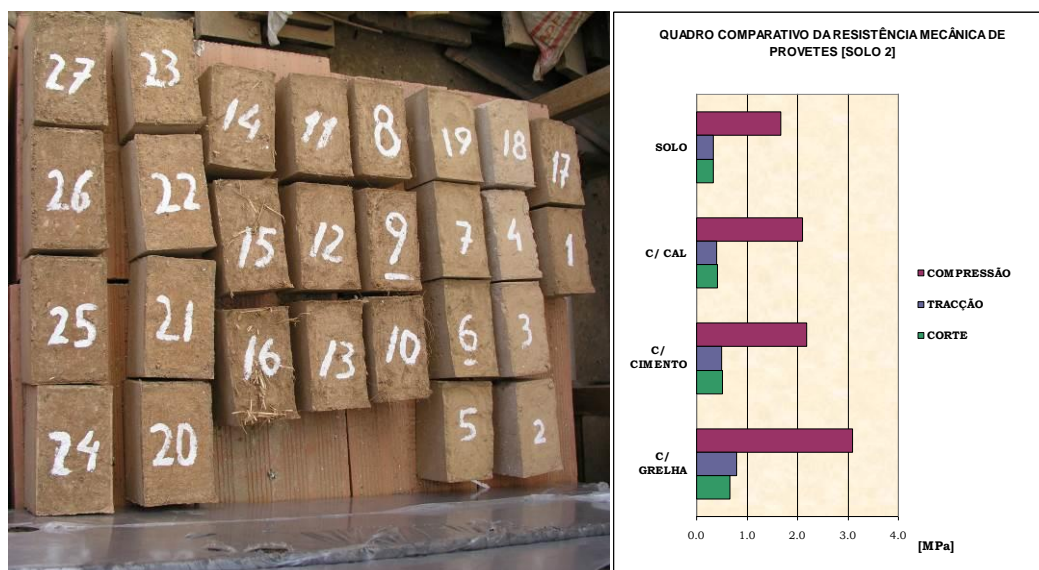 27 23 14 11 8 19 18 17
26 22 15 12 9 7 4 1
25 21 16 13 10 6 3
24 20 5 2
QUADRO COMPARATIVO DA RESISTÊNCIA MECÂNICA DE
PROVETES [SOLO 2]
SOLO
C/ CAL
C/
CIMENTO
C/
GRELHA
COMPRESSÃO
TRACÇÃO
CORTE
0.0 1.0 2.0 3.0 4.0
[MPa]